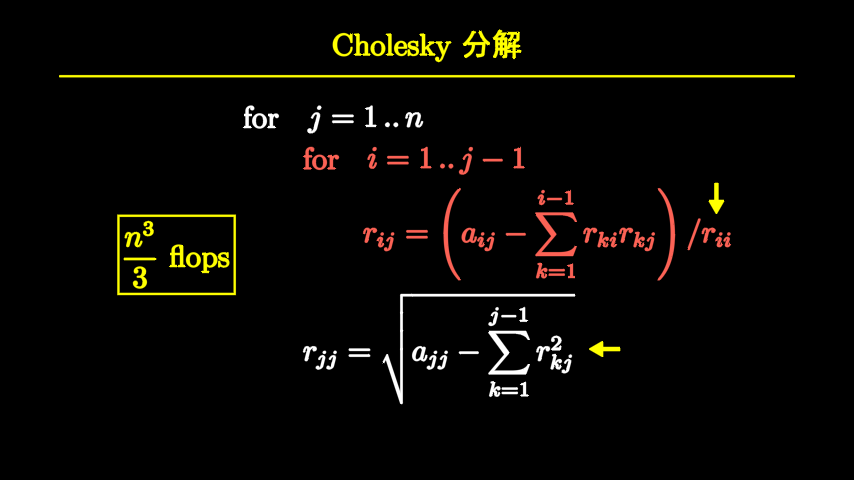 Cholesky 分解
for j = 1 .. n
for i = 1 .. j − 1
r_{ij} = \left( a_{ij} − \sum_{k=1}^{i−1} r_{ki} r_{kj} \right) / r_{ii}
\frac{n^3}{3} flops
r_{jj} = \sqrt{a_{jj} − \sum_{k=1}^{j−1} r_{kj}^2}